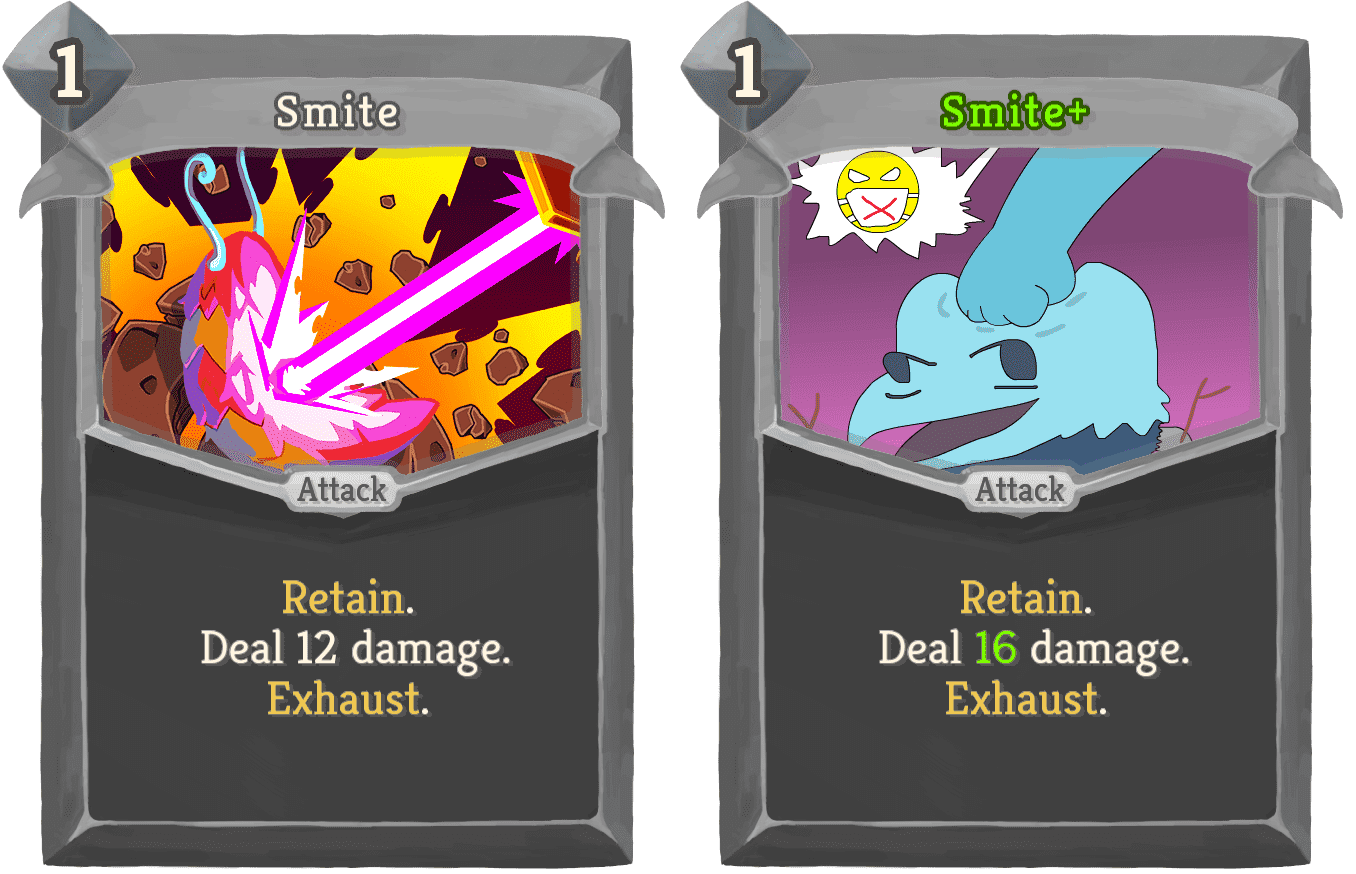 1
Smite
Attack
Retain.
Deal 12 damage.
Exhaust.
1
Smite+
Attack
Retain.
Deal 16 damage.
Exhaust.